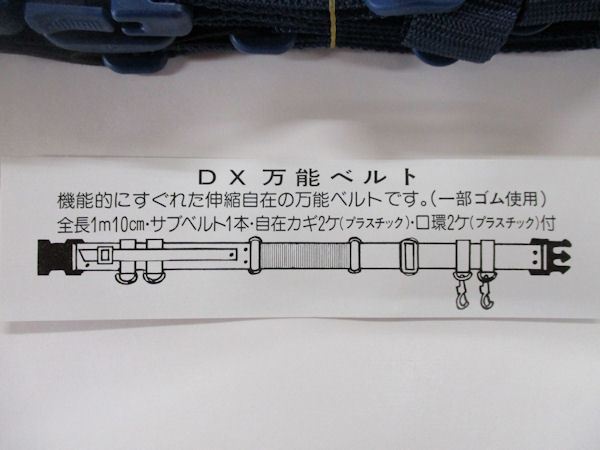 DX万能ベルト
機能的にすぐれた伸縮自在の万能ベルトです。(一部ゴム使用)
全長1m10cm・サブベルト1本・自在カギ2ケ(プラスチック)・口環2ケ(プラスチック)付